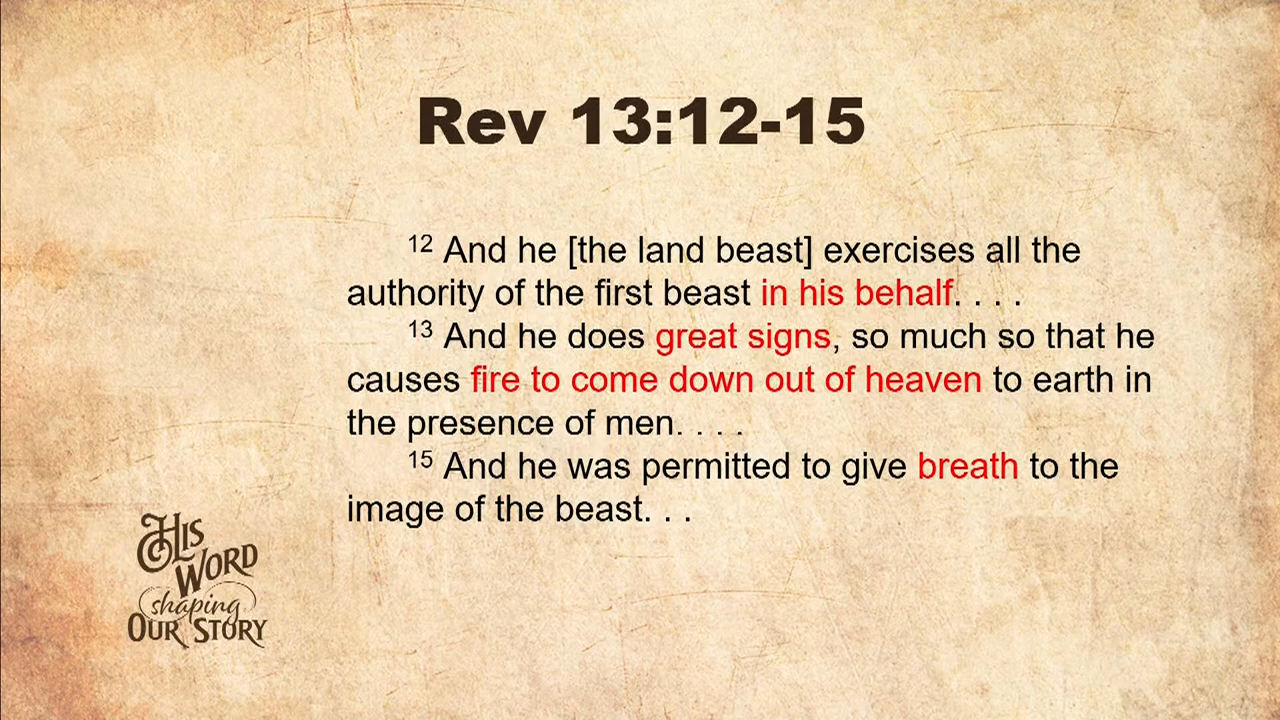 Rev 13:12-15
12 And he [the land beast] exercises all the
authority of the first beast in his behalf. . . .
13 And he does great signs, so much so that he
causes fire to come down out of heaven to earth in
the presence of men. . . .
15 And he was permitted to give breath to the
image of the beast. . .
HIS
WORD
shaping
OUR STORY